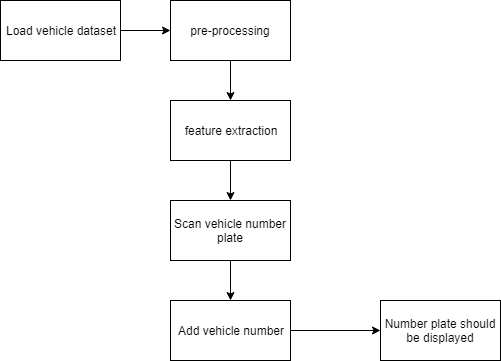 Load vehicle dataset
pre-processing
feature extraction
Scan vehicle number
plate
Add vehicle number
Number plate should
be displayed